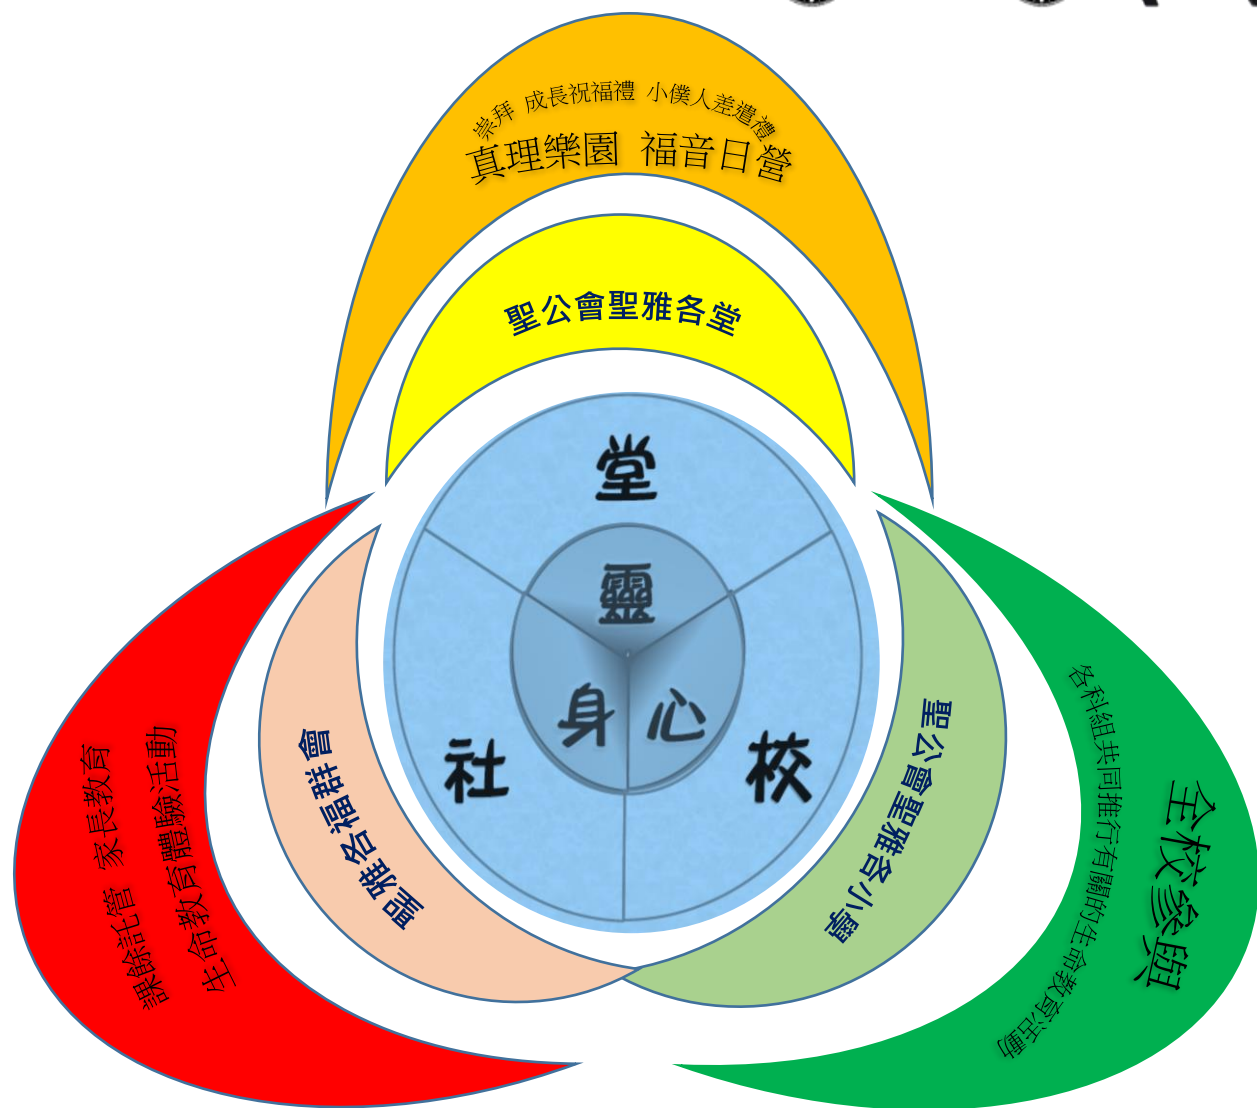 崇拜 成長祝福禮 小僕人差遣禮
真理樂園 福音日營
聖公會聖雅各堂
堂
靈
身
心
社
校
聖雅各福群會
聖公會聖雅各小學
課餘託管 家長教育
生命教育體驗活動
各科組共同推行有關的生命教育活動
全校參與